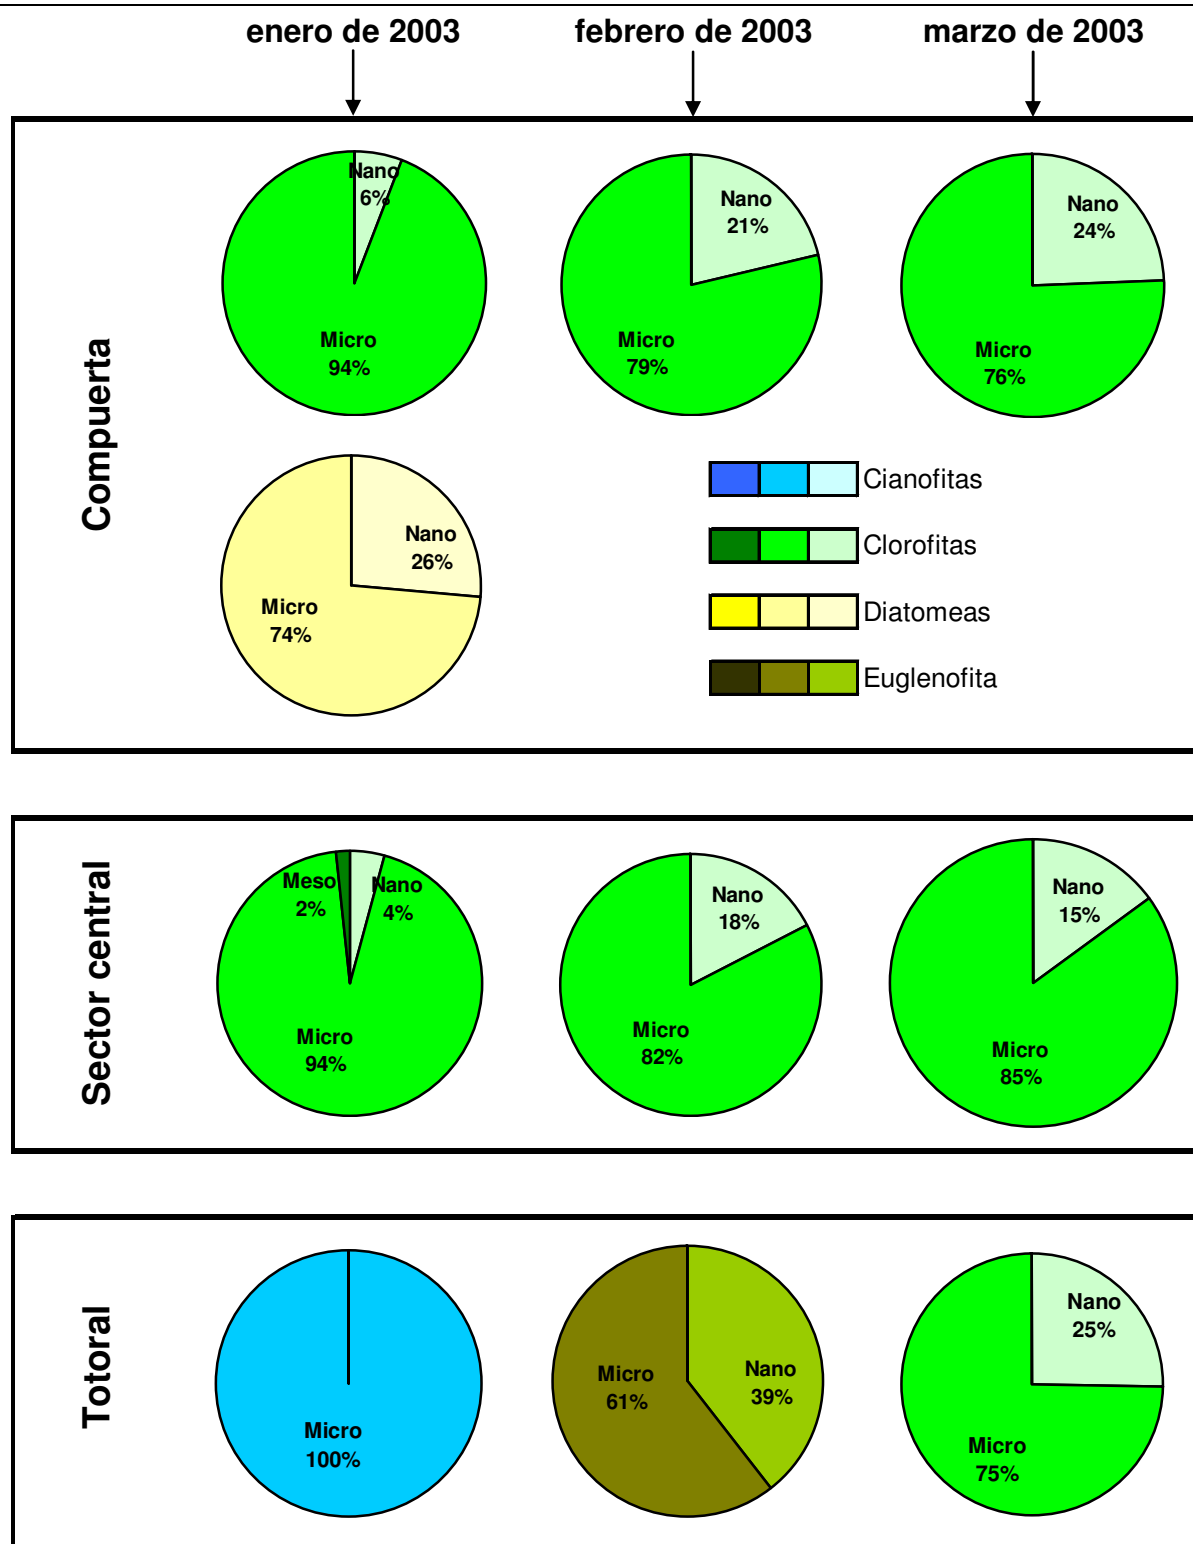 enero de 2003
febrero de 2003
marzo de 2003
Compuerta
Nano
6%
Micro
94%
Nano
21%
Micro
79%
Nano
24%
Micro
76%
Nano
26%
Micro
74%
Cianofitas
Clorofitas
Diatomeas
Euglenofita
Sector central
Meso
2%
Nano
4%
Micro
94%
Nano
18%
Micro
82%
Nano
15%
Micro
85%
Totoral
Micro
100%
Micro
61%
Nano
39%
Nano
25%
Micro
75%